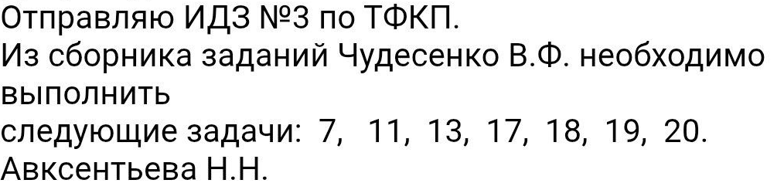 Отправляю ИДЗ №3 по ТФКП.
Из сборника заданий Чудесенко В.Ф. необходимо
выполнить
следующие задачи: 7, 11, 13, 17, 18, 19, 20.
Авксентьева Н.Н.